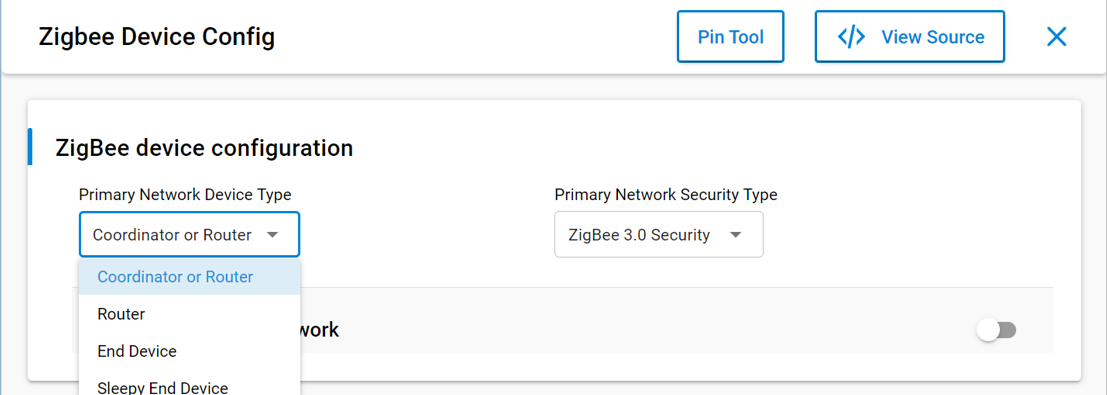 Zigbee Device Config
Pin Tool
</> View Source
ZigBee device configuration
Primary Network Device Type
Primary Network Security Type
Coordinator or Router
ZigBee 3.0 Security
Coordinator or Router
Router
End Device
Sleepy End Device